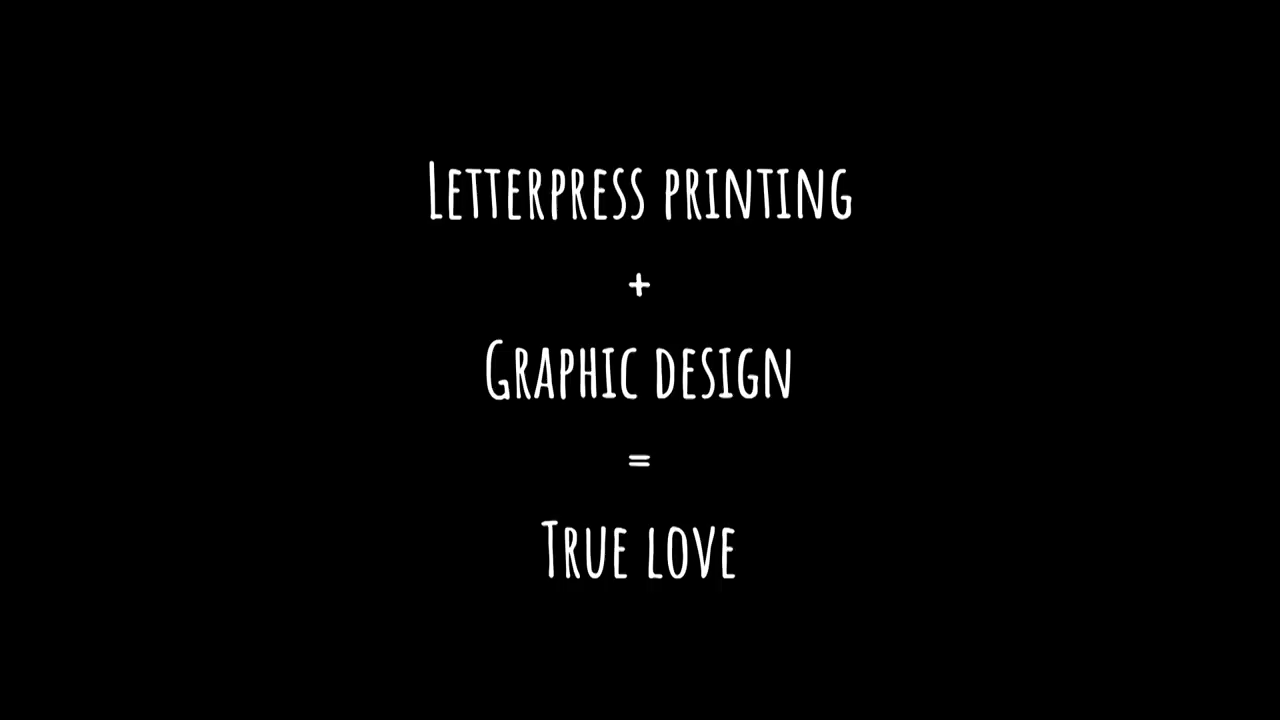 Letterpress printing
+
Graphic design
=
True love